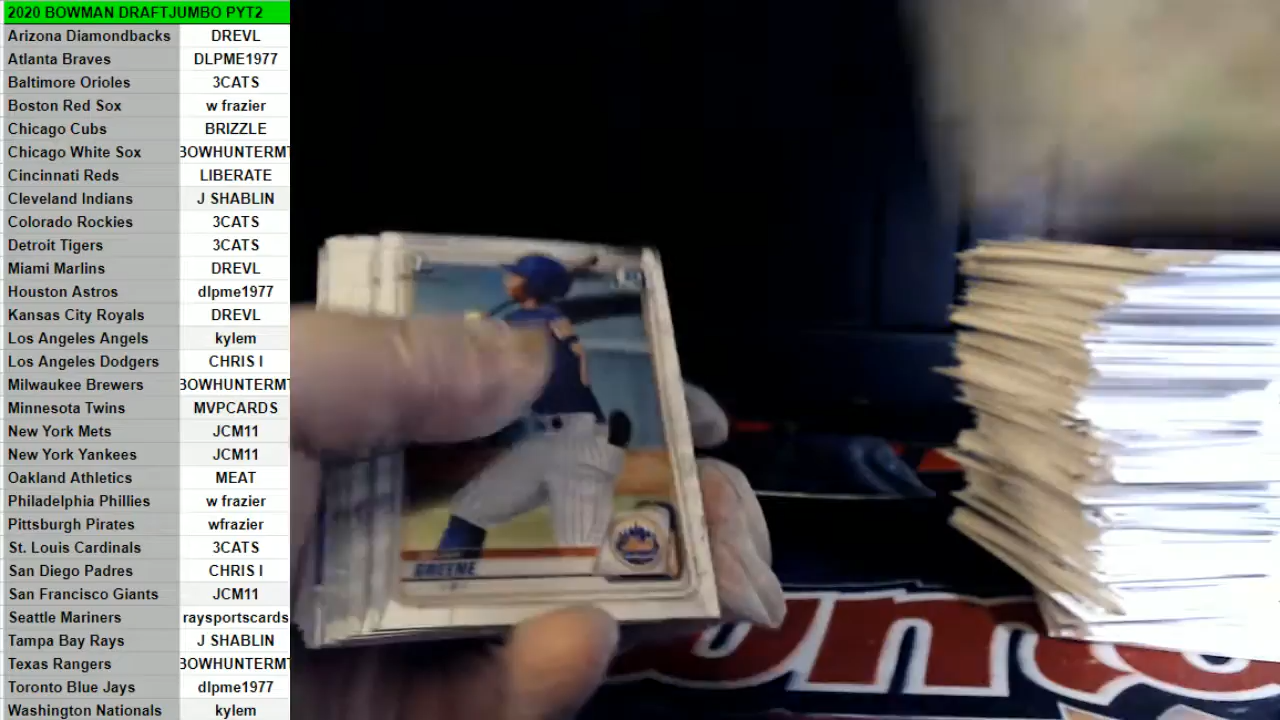 2020 BOWMAN DRAFTJUMBO PYT2
Arizona Diamondbacks DREVL
Atlanta Braves DLPME1977
Baltimore Orioles 3CATS
Boston Red Sox w frazier
Chicago Cubs BRIZZLE
Chicago White Sox BOWHUNTERMT
Cincinnati Reds LIBERATE
Cleveland Indians J SHABLIN
Colorado Rockies 3CATS
Detroit Tigers 3CATS
Miami Marlins DREVL
Houston Astros dlpme1977
Kansas City Royals DREVL
Los Angeles Angels kylem
Los Angeles Dodgers CHRIS I
Milwaukee Brewers BOWHUNTERMT
Minnesota Twins MVPCARDS
New York Mets JCM11
New York Yankees JCM11
Oakland Athletics MEAT
Philadelphia Phillies w frazier
Pittsburgh Pirates wfrazier
St. Louis Cardinals 3CATS
San Diego Padres CHRIS I
San Francisco Giants JCM11
Seattle Mariners raysportscards
Tampa Bay Rays J SHABLIN
Texas Rangers BOWHUNTERMT
Toronto Blue Jays dlpme1977
Washington Nationals kylem
GREENE